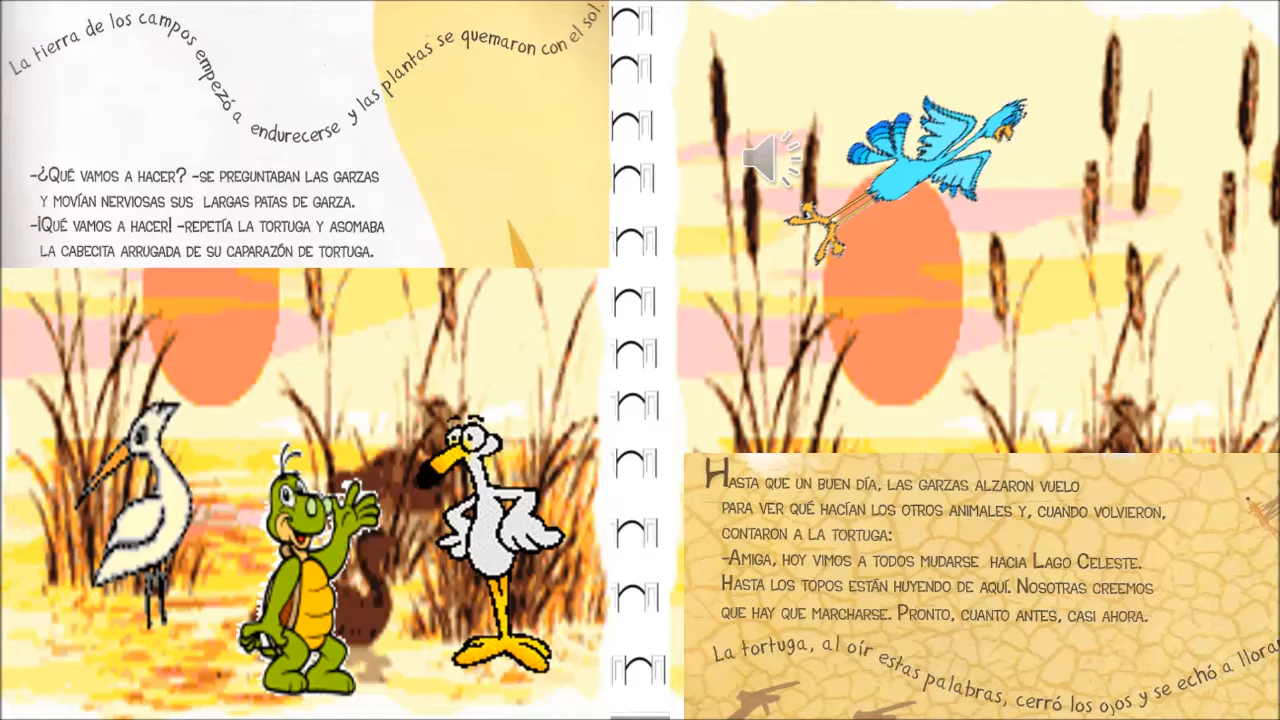 La tierra de los campos empezó a endurecerse y las plantas se quemaron con el sol.
-¿QUÉ VAMOS A HACER? -SE PREGUNTABAN LAS GARZAS
Y MOVÍAN NERVIOSAS SUS LARGAS PATAS DE GARZA.
-¡QUÉ VAMOS A HACER! -REPETÍA LA TORTUGA Y ASOMABA
LA CABECITA ARRUGADA DE SU CAPARAZÓN DE TORTUGA.
HASTA QUE UN BUEN DÍA, LAS GARZAS ALZARON VUELO
PARA VER QUÉ HACÍAN LOS OTROS ANIMALES Y, CUANDO VOLVIERON,
CONTARON A LA TORTUGA:
-AMIGA, HOY VIMOS A TODOS MUDARSE HACIA LAGO CELESTE.
HASTA LOS TOPOS ESTÁN HUYENDO DE AQUÍ. NOSOTRAS CREEMOS
QUE HAY QUE MARCHARSE. PRONTO, CUANTO ANTES, CASI AHORA.
La tortuga, al oír estas palabras, cerró los ojos y se echó a llora